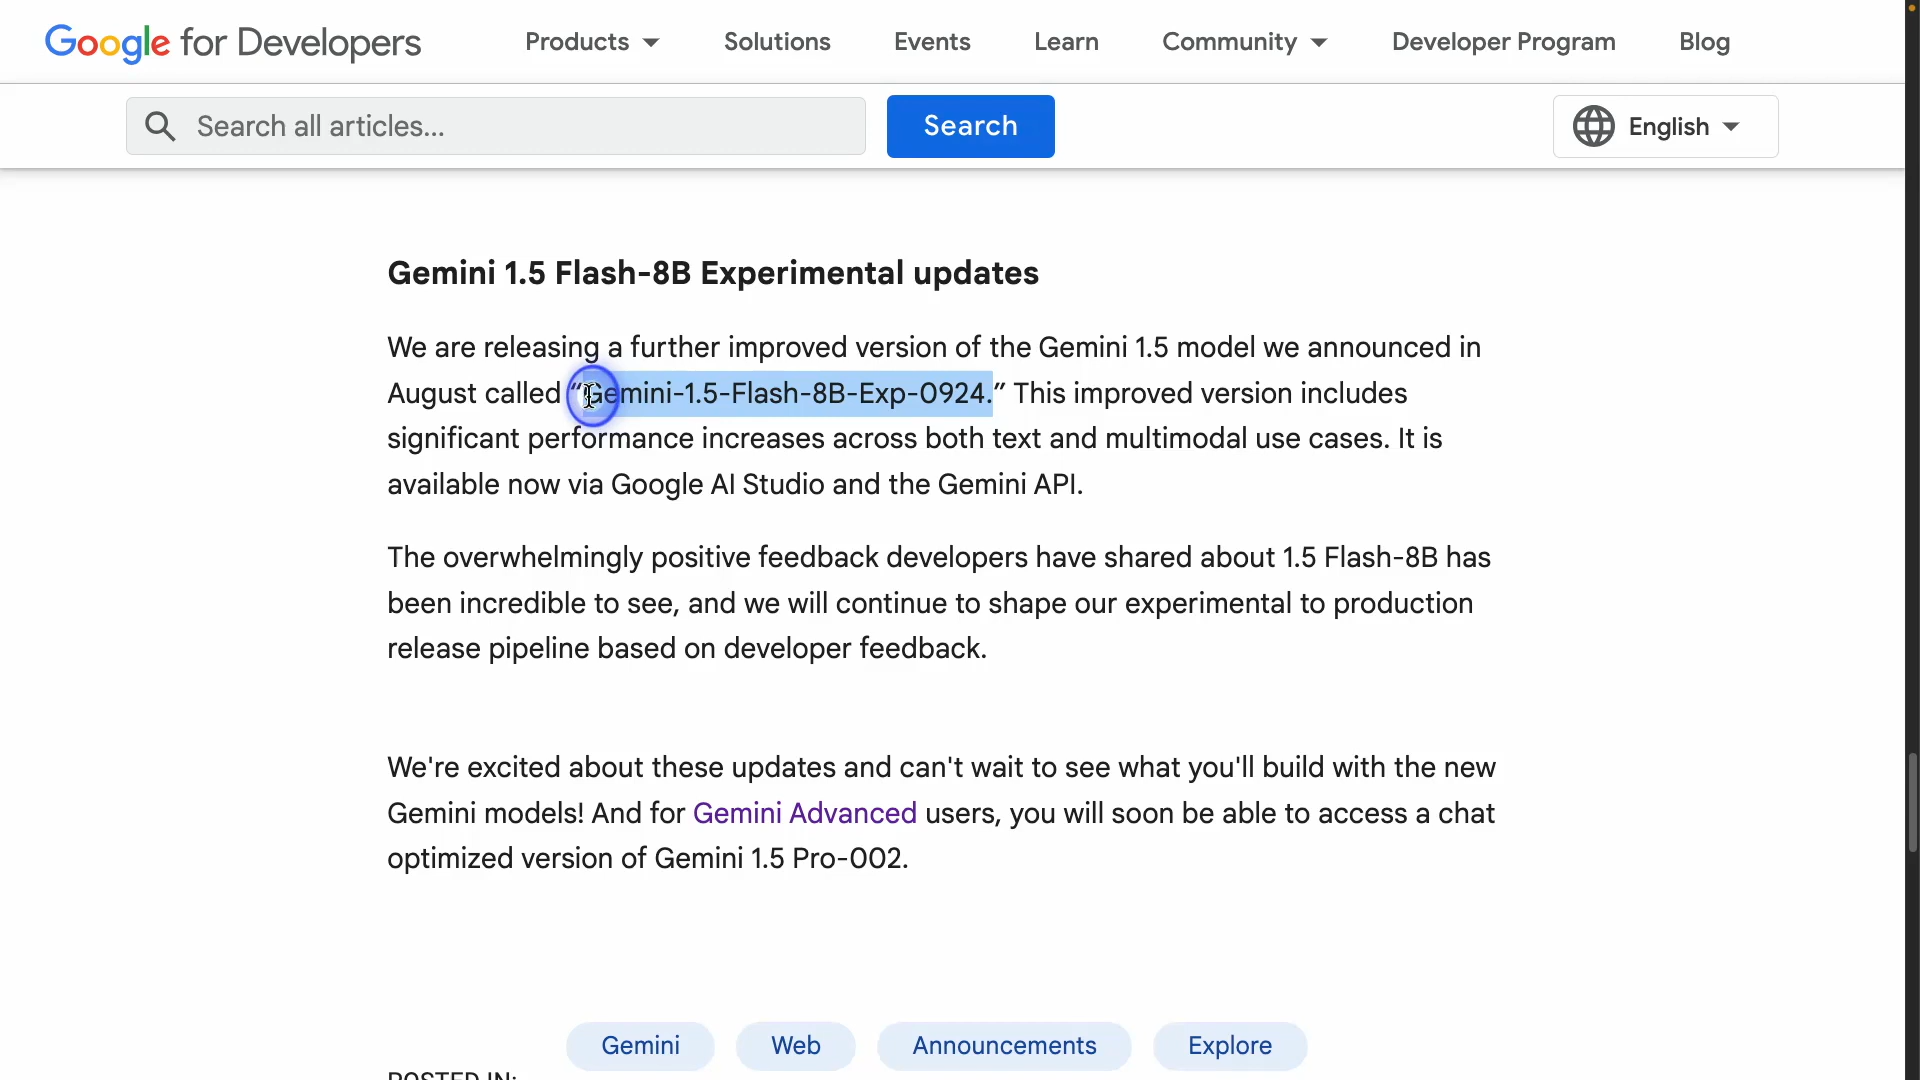 Google for Developers Products Solutions Events Learn Community Developer Program Blog
Search all articles... Search English
Gemini 1.5 Flash-8B Experimental updates
We are releasing a further improved version of the Gemini 1.5 model we announced in
August called “Gemini-1.5-Flash-8B-Exp-0924.” This improved version includes
significant performance increases across both text and multimodal use cases. It is
available now via Google AI Studio and the Gemini API.
The overwhelmingly positive feedback developers have shared about 1.5 Flash-8B has
been incredible to see, and we will continue to shape our experimental to production
release pipeline based on developer feedback.
We're excited about these updates and can't wait to see what you'll build with the new
Gemini models! And for Gemini Advanced users, you will soon be able to access a chat
optimized version of Gemini 1.5 Pro-002.
Gemini Web Announcements Explore
POSTED IN: